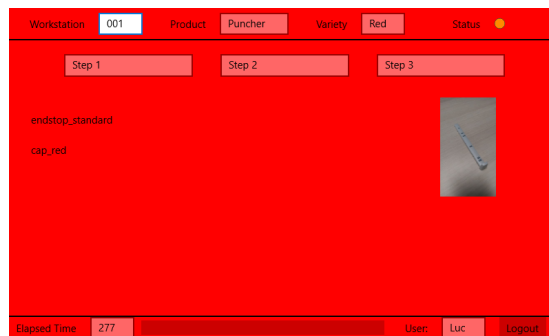 Workstation 001 Product Puncher Variety Red Status
Step 1 Step 2 Step 3
endstop_standard
cap_red
Elapsed Time 277 User: Luc Logout